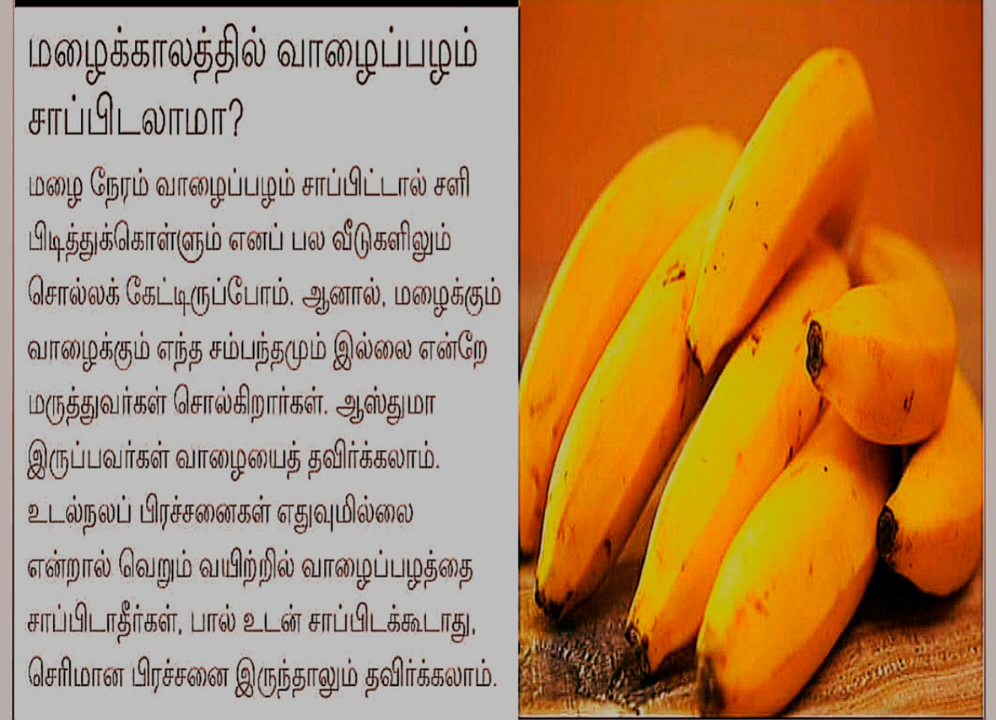 மழைக்காலத்தில் வாழைப்பழம்
சாப்பிடலாமா?
மழை நேரம் வாழைப்பழம் சாப்பிட்டால் சளி
பிடித்துக்கொள்ளும் எனப் பல வீடுகளிலும்
சொல்லக் கேட்டிருப்போம். ஆனால், மழைக்கும்
வாழைக்கும் எந்த சம்பந்தமும் இல்லை என்றே
மருத்துவர்கள் சொல்கிறார்கள். ஆஸ்துமா
இருப்பவர்கள் வாழையைத் தவிர்க்கலாம்.
உடல்நலப் பிரச்சனைகள் எதுவுமில்லை
என்றால் வெறும் வயிற்றில் வாழைப்பழத்தை
சாப்பிடாதீர்கள், பால் உடன் சாப்பிடக்கூடாது,
செரிமான பிரச்சனை இருந்தாலும் தவிர்க்கலாம்.